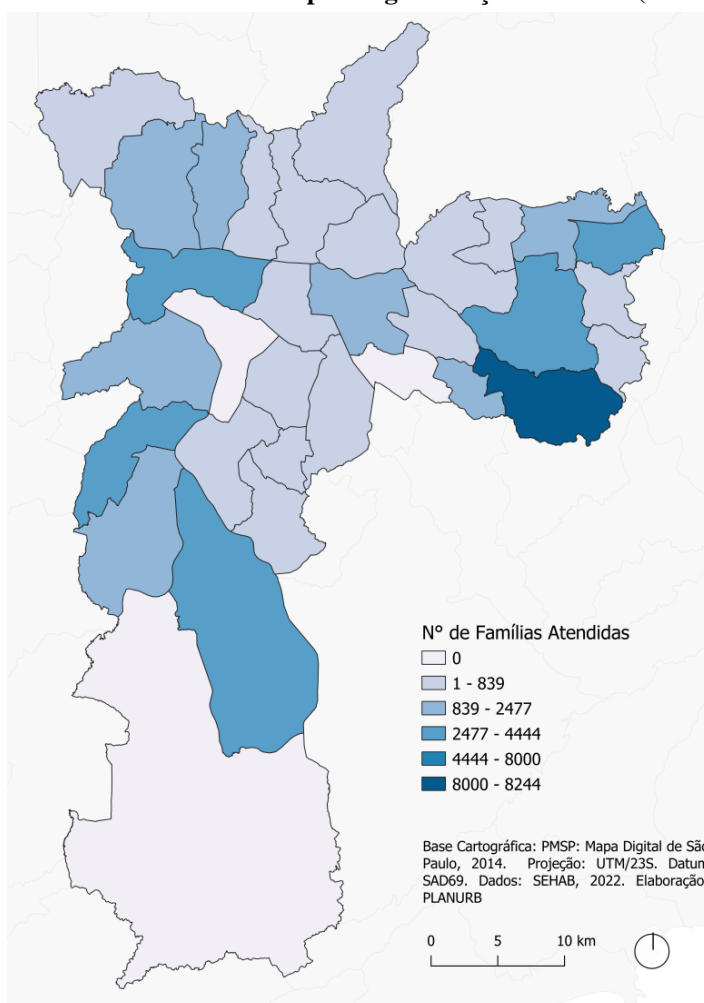 N° de Famílias Atendidas
0
1 - 839
839 - 2477
2477 - 4444
4444 - 8000
8000 - 8244
Base Cartográfica: PMSP: Mapa Digital de São
Paulo, 2014. Projeção: UTM/23S. Datum
SAD69. Dados: SEHAB, 2022. Elaboração
PLANURB
0 5 10 km